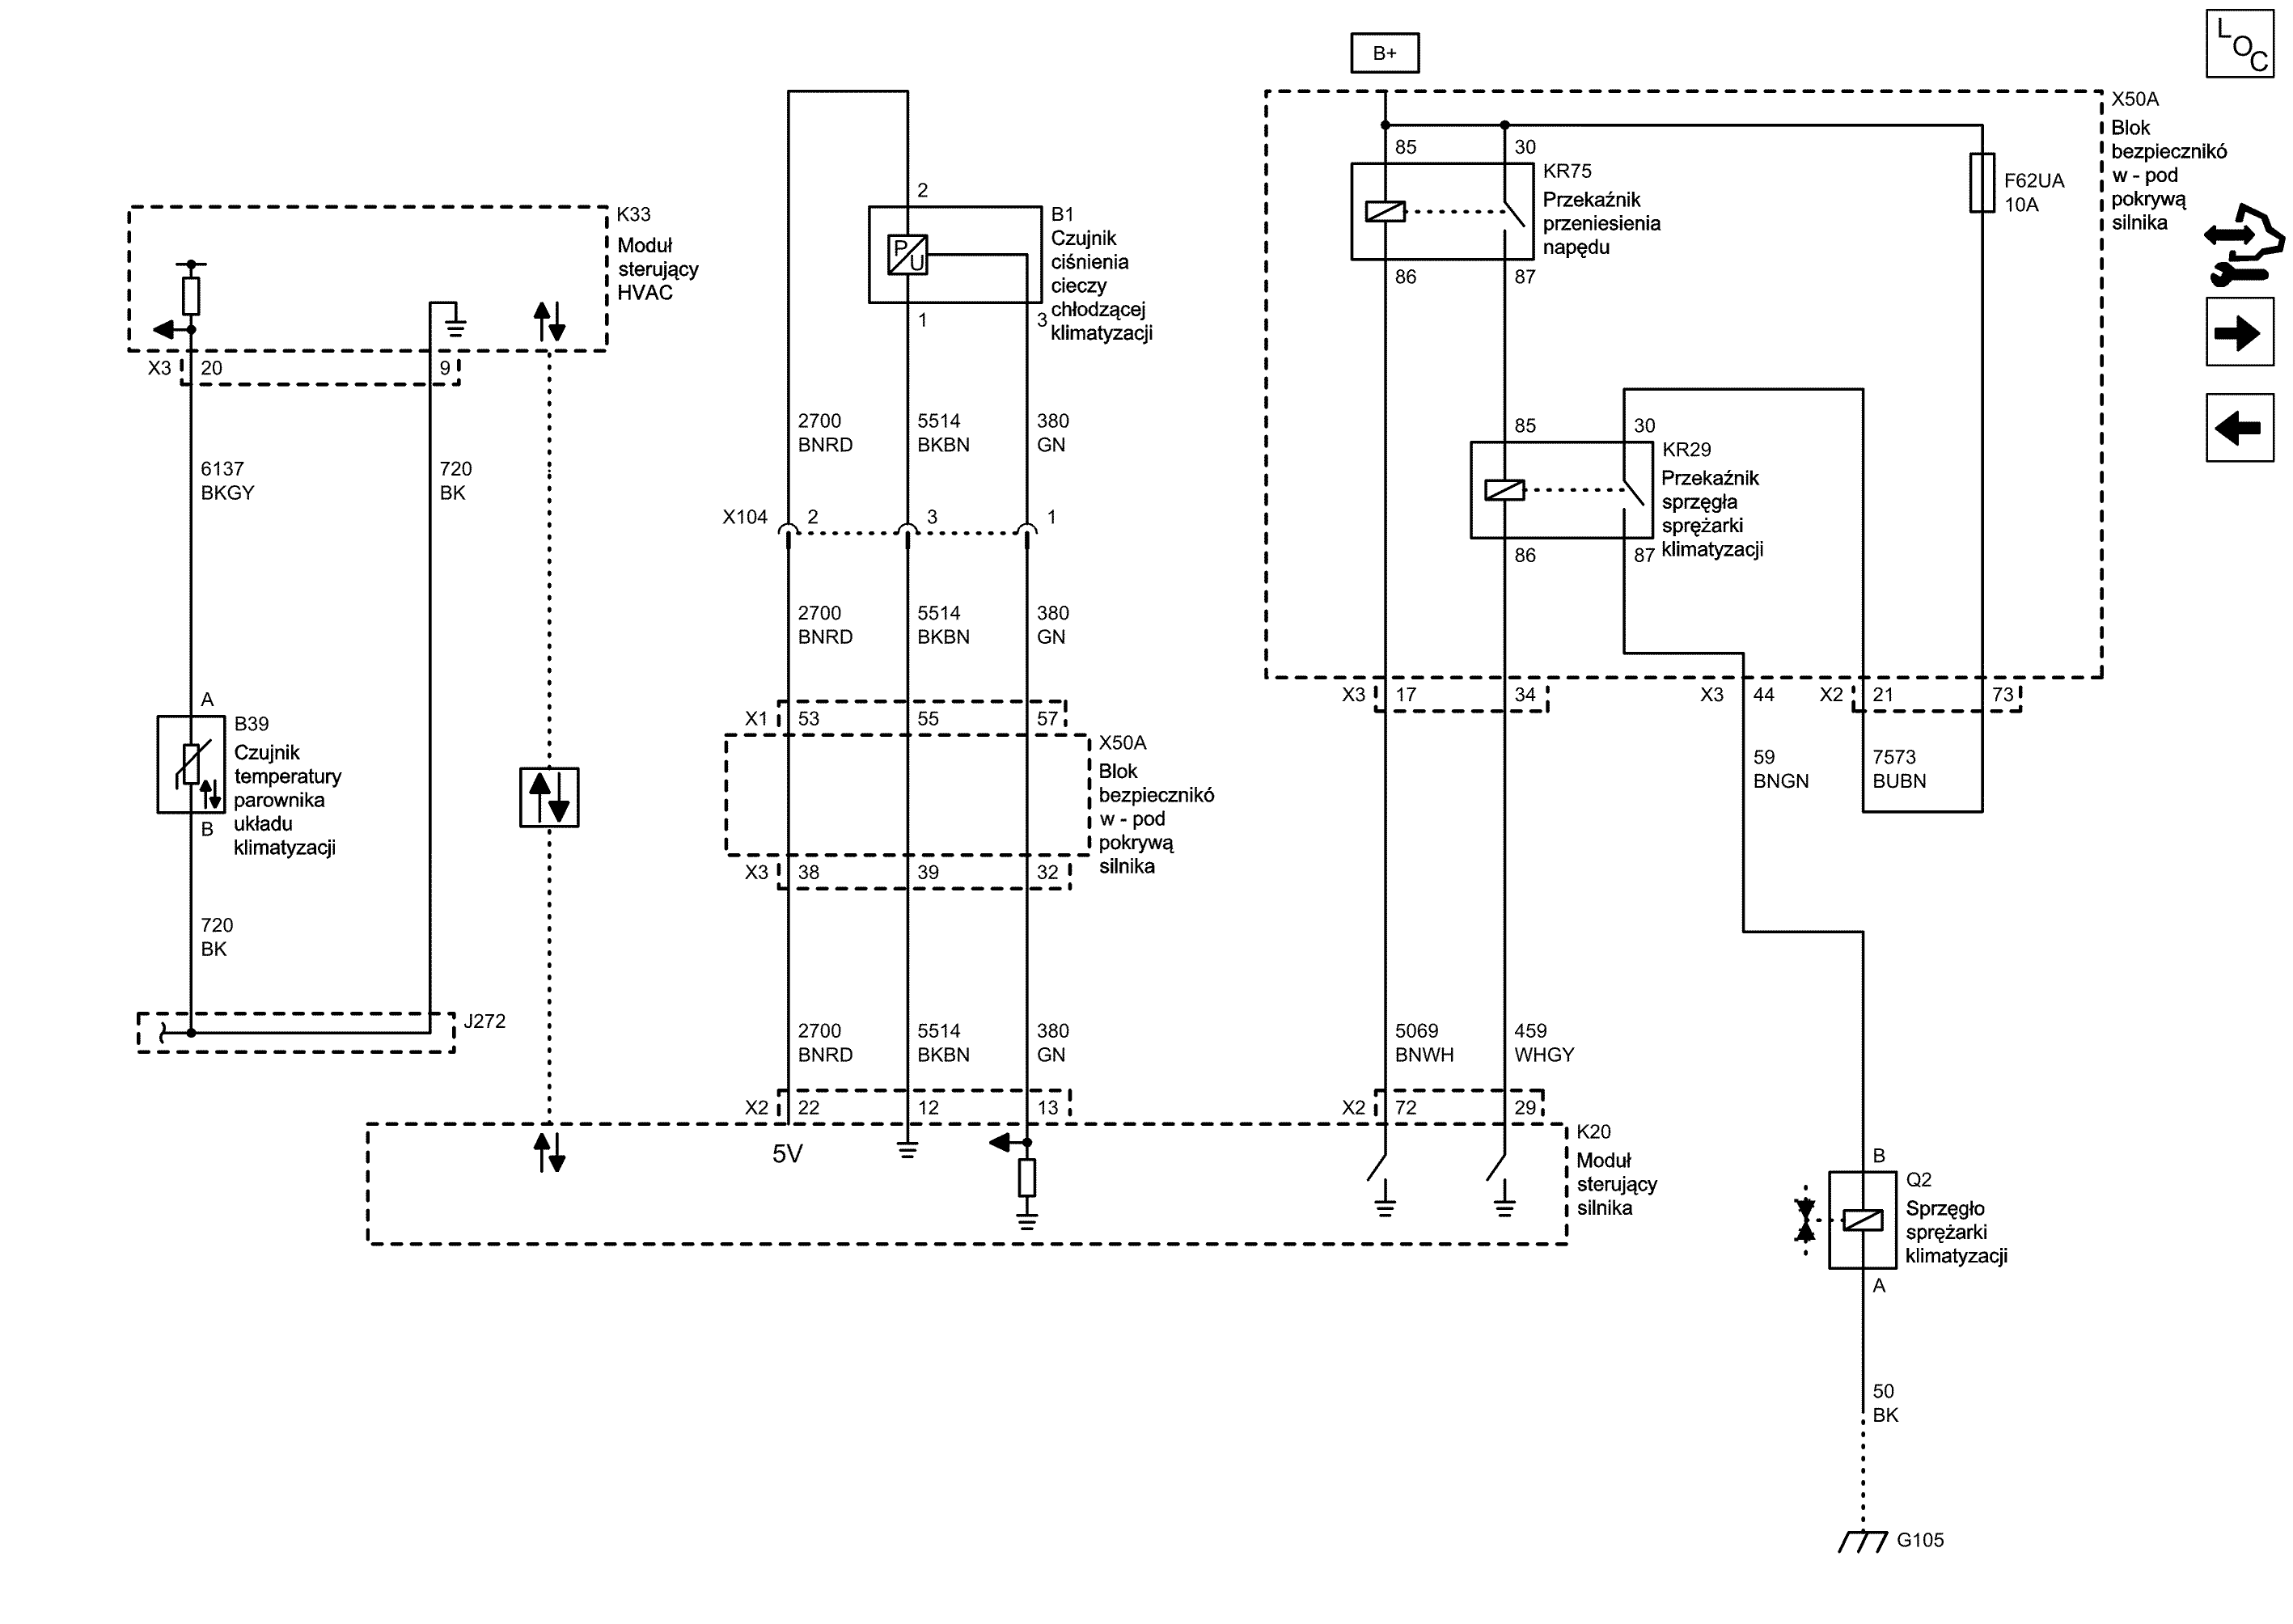 B+
L
O
C
X50A
Blok
bezpiecznikó
w - pod
pokrywą
silnika
85
30
KR75
Przekaźnik
przeniesienia
napędu
F62UA
10A
86
87
2
B1
Czujnik
ciśnienia
cieczy
chłodzącej
klimatyzacji
P
U
1
3
K33
Moduł
sterujący
HVAC
X3
20
9
2700
BNRD
5514
BKBN
380
GN
85
30
KR29
Przekaźnik
sprzęgła
sprężarki
klimatyzacji
86
87
6137
BKGY
720
BK
X104
2
3
1
2700
BNRD
5514
BKBN
380
GN
A
B39
Czujnik
temperatury
parownika
układu
klimatyzacji
B
X1
53
55
57
X50A
Blok
bezpiecznikó
w - pod
pokrywą
silnika
X3
38
39
32
X3
17
34
X3
44
X2
21
73
59
BNGN
7573
BUBN
720
BK
J272
2700
BNRD
5514
BKBN
380
GN
5069
BNWH
459
WHGY
X2
22
12
13
X2
72
29
5V
K20
Moduł
sterujący
silnika
B
Q2
Sprzęgło
sprężarki
klimatyzacji
A
50
BK
G105